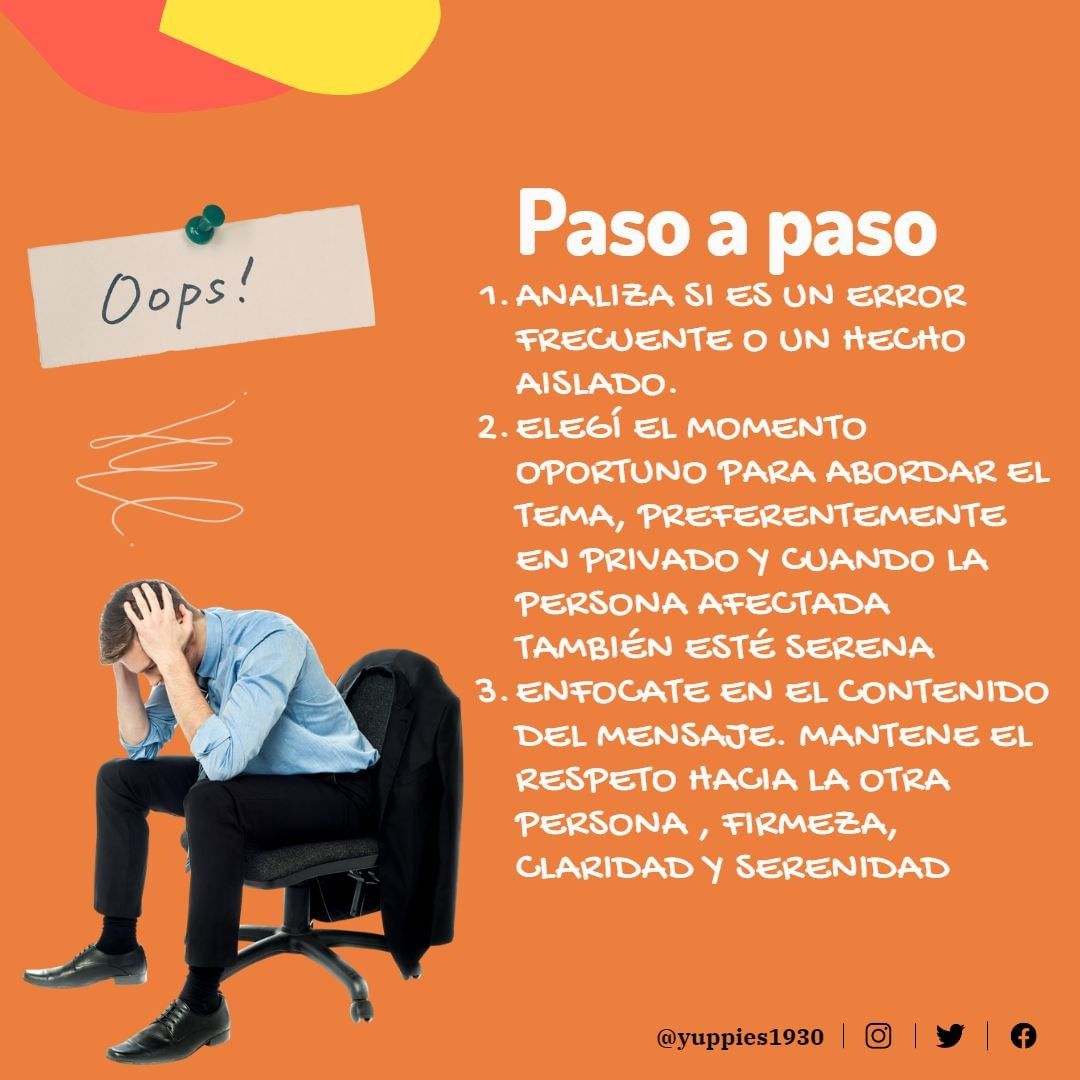 Oops!
Paso a paso
1. ANALIZA SI ES UN ERROR
FRECUENTE O UN HECHO
AISLADO.
2. ELEGÍ EL MOMENTO
OPORTUNO PARA ABORDAR EL
TEMA, PREFERENTEMENTE
EN PRIVADO Y CUANDO LA
PERSONA AFECTADA
TAMBIÉN ESTÉ SERENA
3. ENFOCATE EN EL CONTENIDO
DEL MENSAJE. MANTENE EL
RESPETO HACIA LA OTRA
PERSONA , FIRMEZA,
CLARIDAD Y SERENIDAD
@yuppies1930